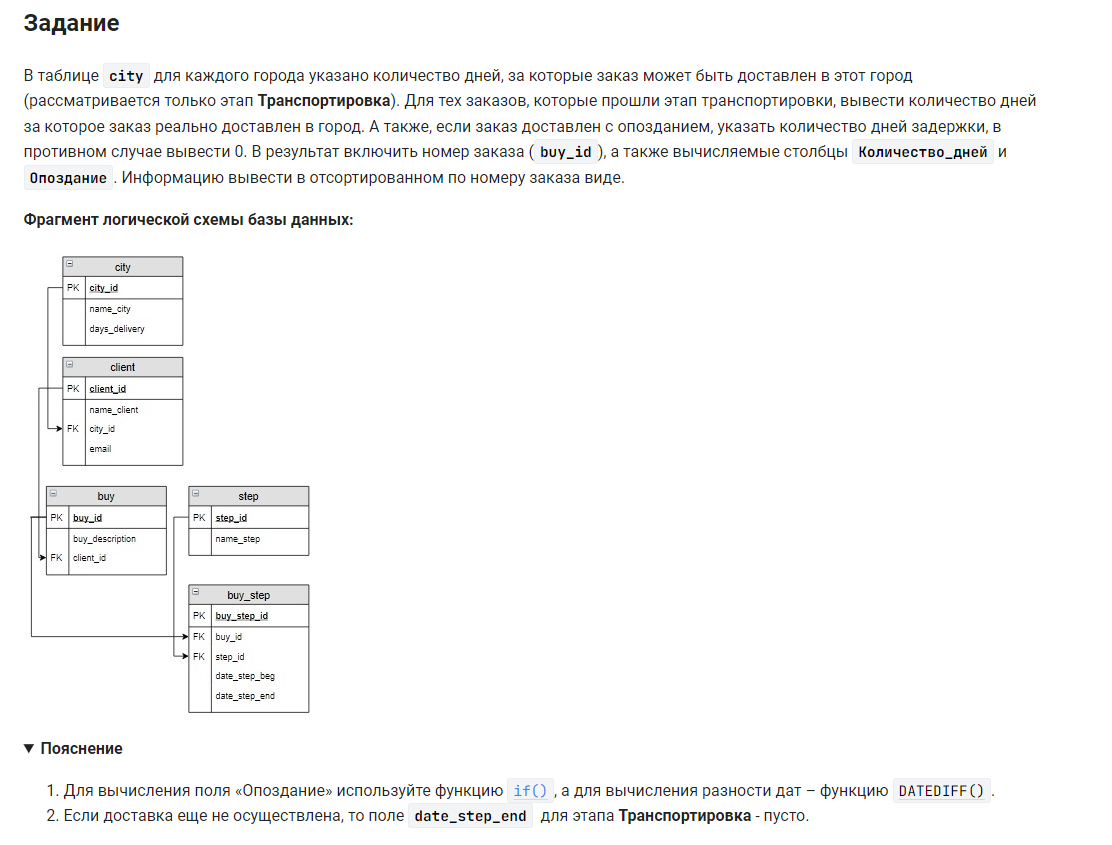 Задание
В таблице city для каждого города указано количество дней, за которые заказ может быть доставлен в этот город
(рассматривается только этап Транспортировка). Для тех заказов, которые прошли этап транспортировки, вывести количество дней
за которое заказ реально доставлен в город. А также, если заказ доставлен с опозданием, указать количество дней задержки, в
противном случае вывести 0. В результат включить номер заказа ( buy_id ), а также вычисляемые столбцы Количество_дней и
Опоздание . Информацию вывести в отсортированном по номеру заказа виде.
Фрагмент логической схемы базы данных:
city
PK city_id
name_city
days_delivery
client
PK client_id
name_client
FK city_id
email
buy
PK buy_id
buy_description
FK client_id
step
PK step_id
name_step
buy_step
PK buy_step_id
FK buy_id
FK step_id
date_step_beg
date_step_end
▼ Пояснение
1. Для вычисления поля «Опоздание» используйте функцию if() , а для вычисления разности дат – функцию DATEDIFF() .
2. Если доставка еще не осуществлена, то поле date_step_end для этапа Транспортировка - пусто.